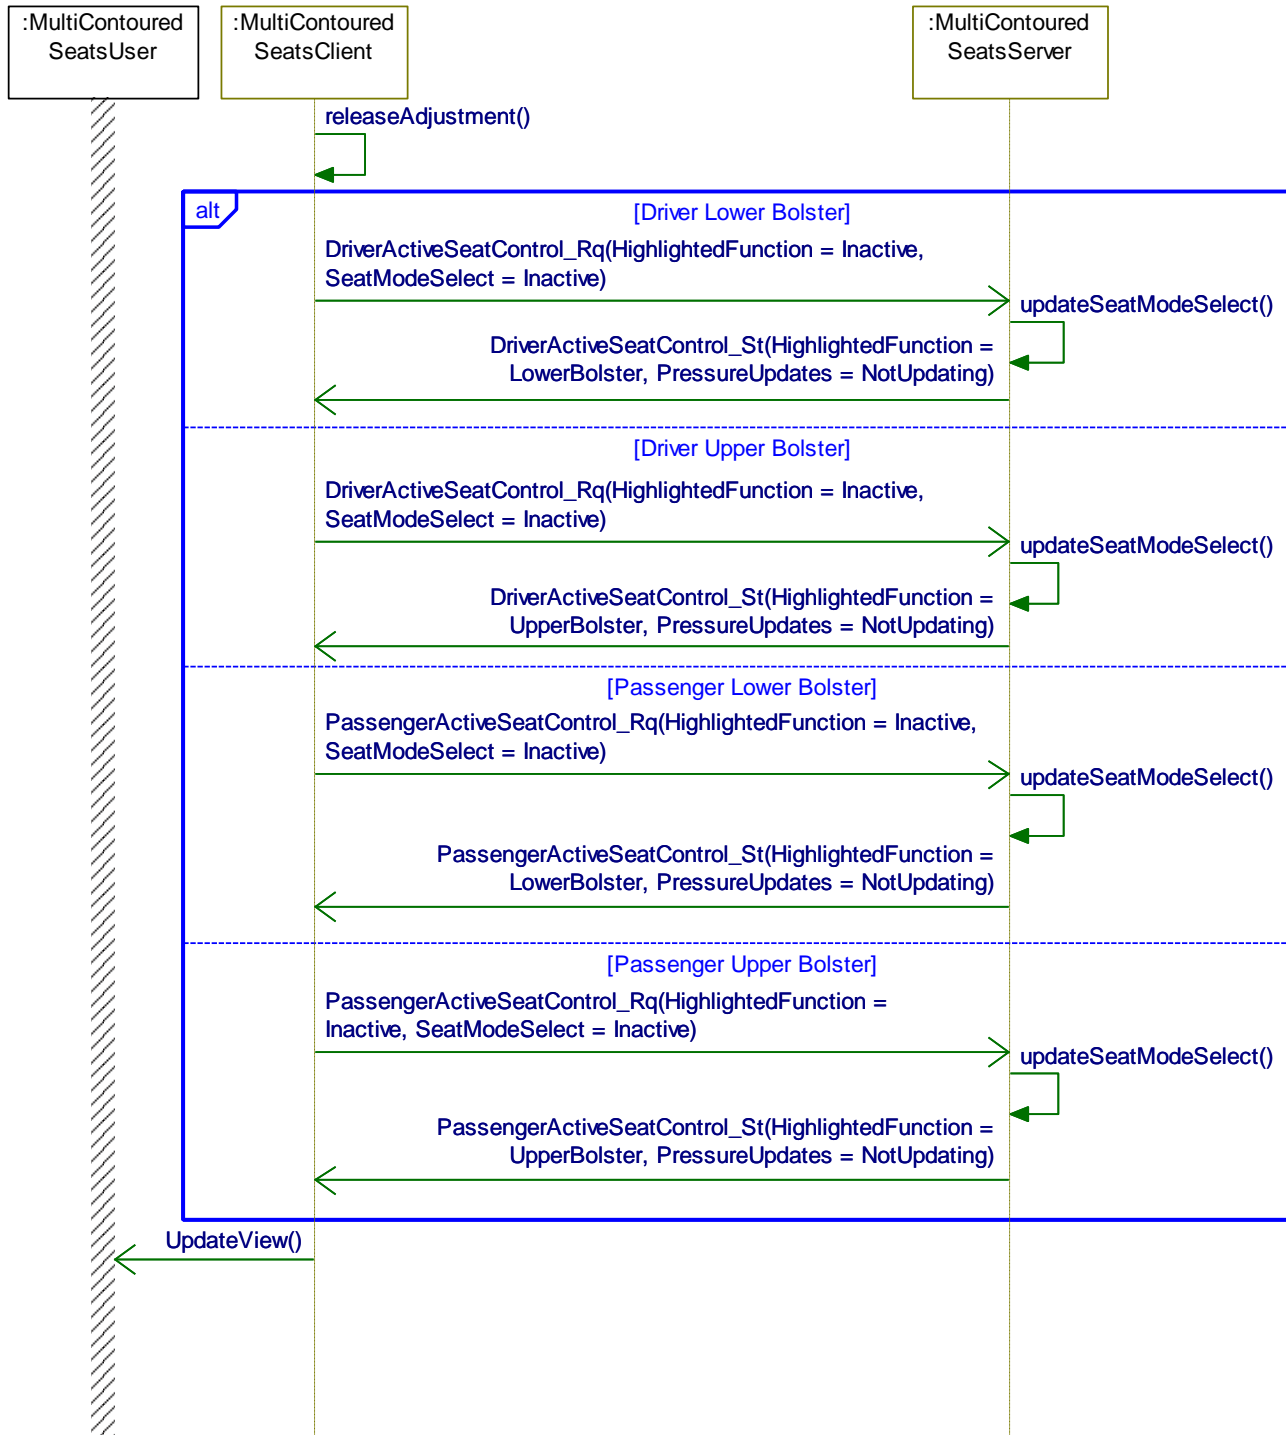 :MultiContoured
SeatsUser
:MultiContoured
SeatsClient
:MultiContoured
SeatsServer
releaseAdjustment()
alt
[Driver Lower Bolster]
DriverActiveSeatControl_Rq(HighlightedFunction = Inactive,
SeatModeSelect = Inactive)
updateSeatModeSelect()
DriverActiveSeatControl_St(HighlightedFunction =
LowerBolster, PressureUpdates = NotUpdating)
[Driver Upper Bolster]
DriverActiveSeatControl_Rq(HighlightedFunction = Inactive,
SeatModeSelect = Inactive)
updateSeatModeSelect()
DriverActiveSeatControl_St(HighlightedFunction =
UpperBolster, PressureUpdates = NotUpdating)
[Passenger Lower Bolster]
PassengerActiveSeatControl_Rq(HighlightedFunction = Inactive,
SeatModeSelect = Inactive)
updateSeatModeSelect()
PassengerActiveSeatControl_St(HighlightedFunction =
LowerBolster, PressureUpdates = NotUpdating)
[Passenger Upper Bolster]
PassengerActiveSeatControl_Rq(HighlightedFunction =
Inactive, SeatModeSelect = Inactive)
updateSeatModeSelect()
PassengerActiveSeatControl_St(HighlightedFunction =
UpperBolster, PressureUpdates = NotUpdating)
UpdateView()